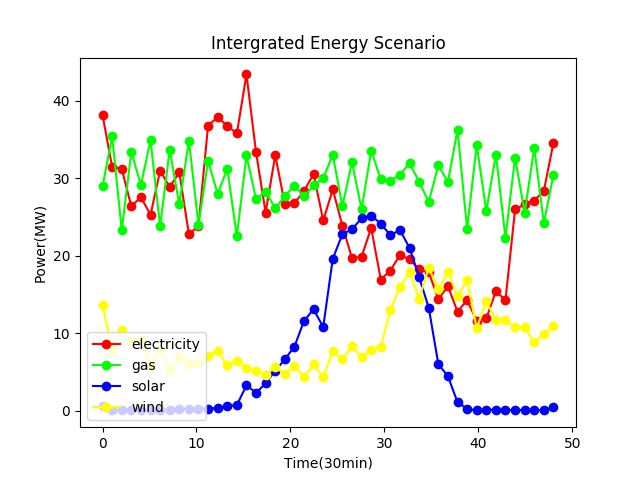 Intergrated Energy Scenario
Power(MW)
40
30
20
10
0
electricity
gas
solar
wind
0 10 20 30 40 50
Time(30min)